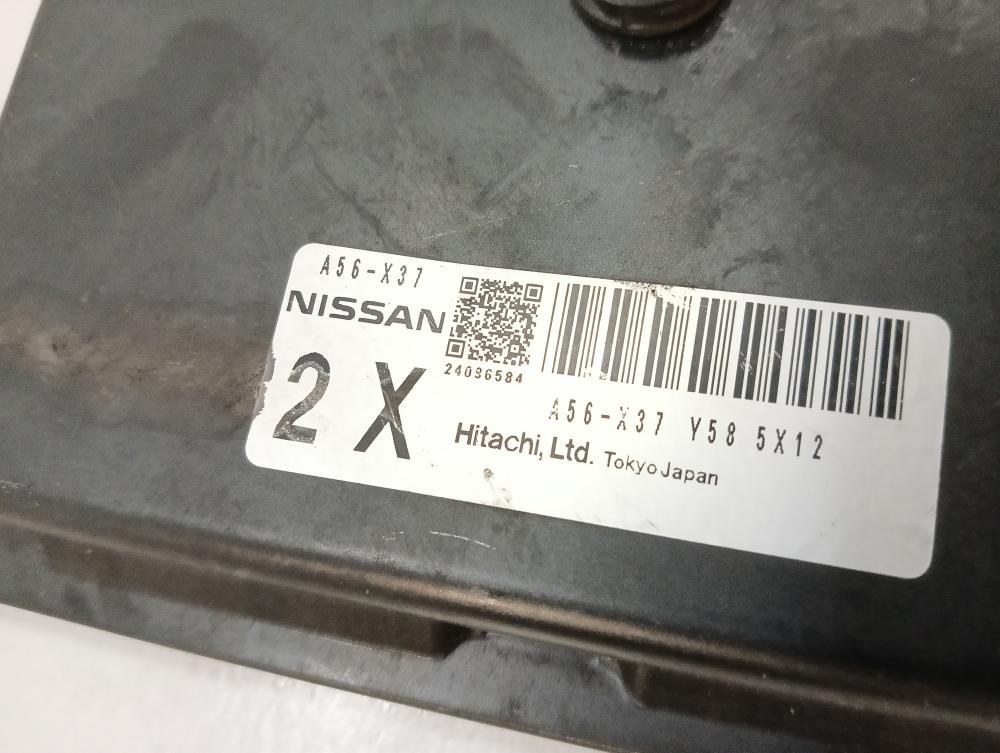 A56-X37
NISSAN
24036584
2 X
A56-X37 Y58 5X12
Hitachi, Ltd. Tokyo Japan